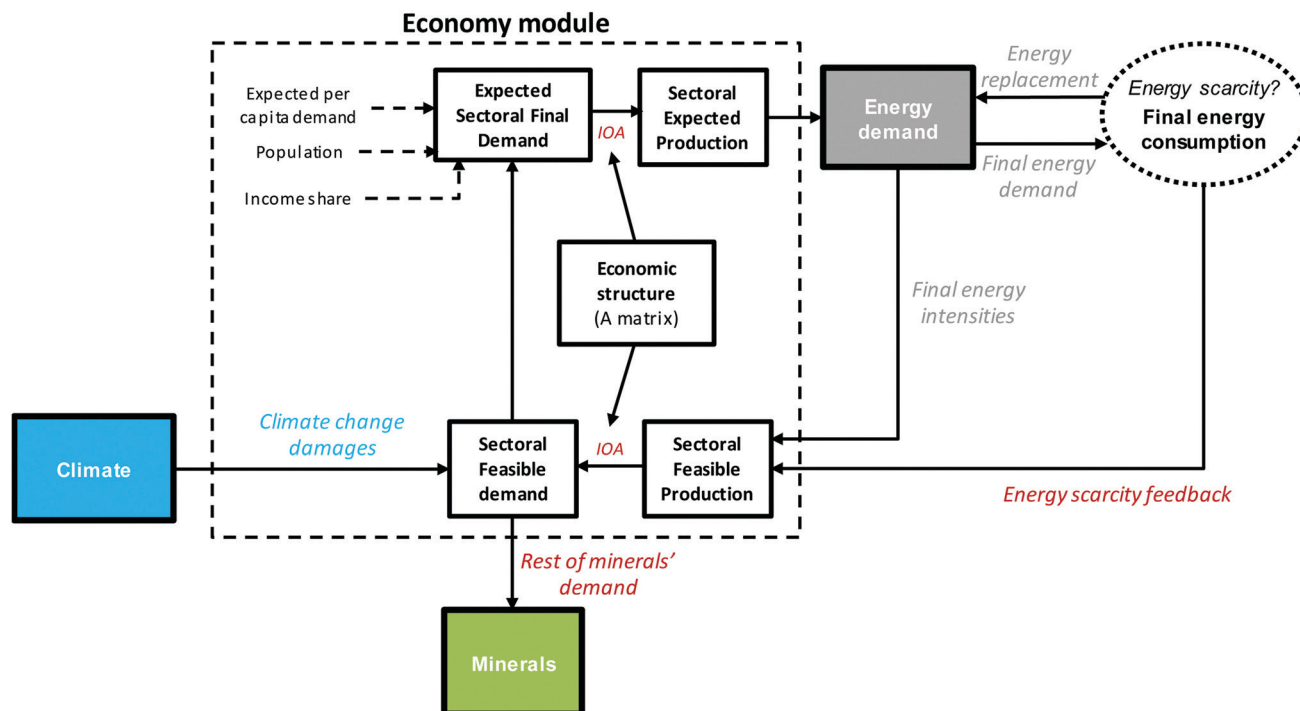 Economy module
Expected per
capita demand
Population
Income share
Expected
Sectoral Final
Demand
IOA
Sectoral
Expected
Production
Energy
demand
Energy
replacement
Final energy
demand
Energy scarcity?
Final energy
consumption
Economic
structure
(A matrix)
Final energy
intensities
Climate
Climate change
damages
Sectoral
Feasible
demand
IOA
Sectoral
Feasible
Production
Energy scarcity feedback
Rest of minerals’
demand
Minerals